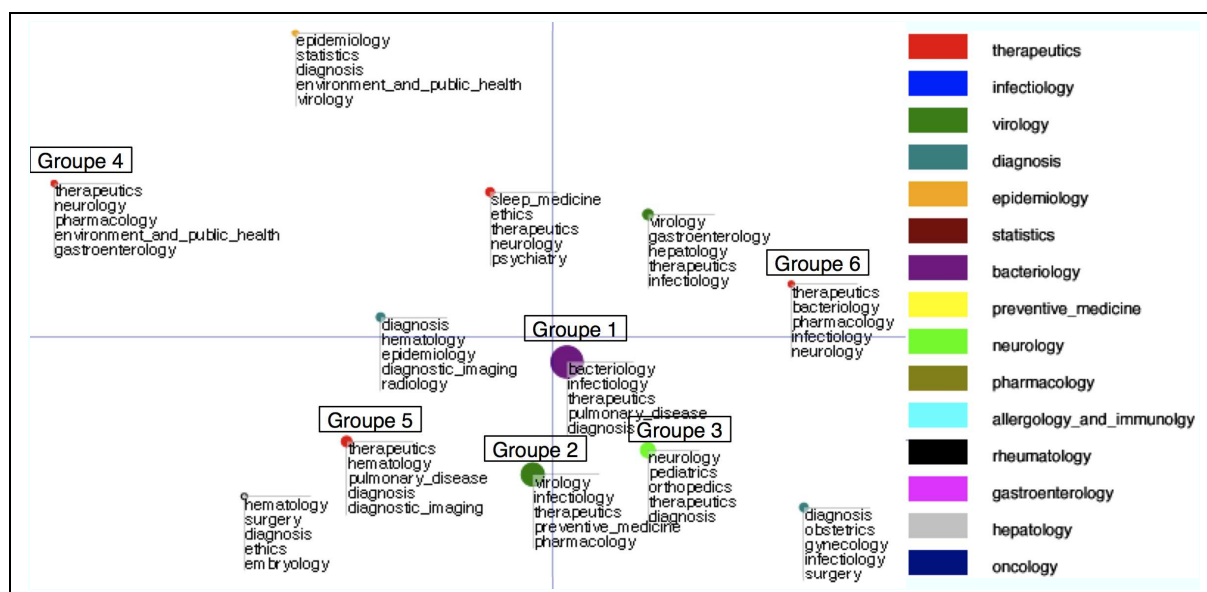 epidemiology
statistics
diagnosis
environment_and_public_health
virology
Groupe 4
therapeutics
neurology
pharmacology
environment_and_public_health
gastroenterology
sleep_medicine
ethics
therapeutics
neurology
psychiatry
virology
gastroenterology
hepatology
therapeutics
infectiology
Groupe 6
therapeutics
bacteriology
pharmacology
infectiology
neurology
diagnosis
hematology
epidemiology
diagnostic_imaging
radiology
Groupe 1
bacteriology
infectiology
therapeutics
pulmonary_disease
diagnosis
Groupe 5
therapeutics
hematology
pulmonary_disease
diagnosis
diagnostic_imaging
Groupe 2
virology
infectiology
therapeutics
preventive_medicine
pharmacology
Groupe 3
neurology
pediatrics
orthopedics
therapeutics
diagnosis
hematology
surgery
diagnosis
ethics
embryology
diagnosis
obstetrics
gynecology
infectiology
surgery
therapeutics
infectiology
virology
diagnosis
epidemiology
statistics
bacteriology
preventive_medicine
neurology
pharmacology
allergology_and_immunolgy
rheumatology
gastroenterology
hepatology
oncology